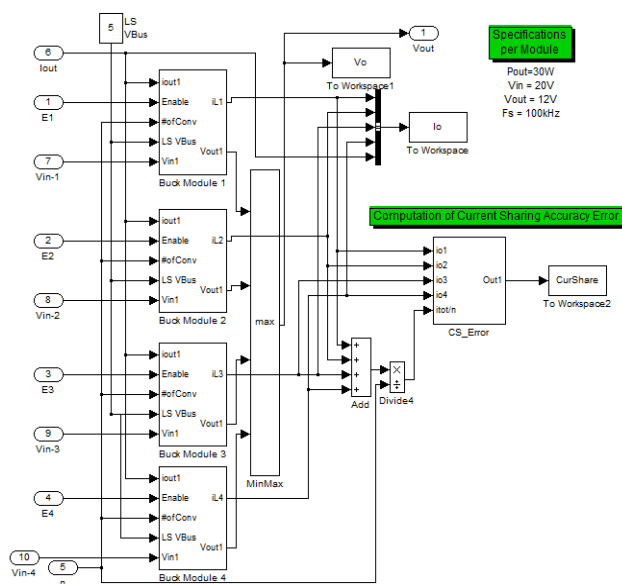 5
LS
VBus
6
Iout
1
E1
7
Vin-1
2
E2
8
Vin-2
3
E3
9
Vin-3
4
E4
10
Vin-4
5
iout1
Enable
#ofConv
LS VBus
Vin1
iL1
Vout1
Buck Module 1
iout1
Enable
#ofConv
LS VBus
Vin1
iL2
Vout1
Buck Module 2
iout1
Enable
#ofConv
LS VBus
Vin1
iL3
Vout1
Buck Module 3
iout1
Enable
#ofConv
LS VBus
Vin1
iL4
Vout1
Buck Module 4
max
MinMax
1
Vout
Vo
To Workspace1
Io
To Workspace
Specifications
per Module
Pout=30W
Vin = 20V
Vout = 12V
Fs = 100kHz
Computation of Current Sharing Accuracy Error
io1
io2
io3
io4
itot/n
Out1
CS_Error
CurShare
To Workspace2
+
+
+
+
Add
×
÷
Divide4